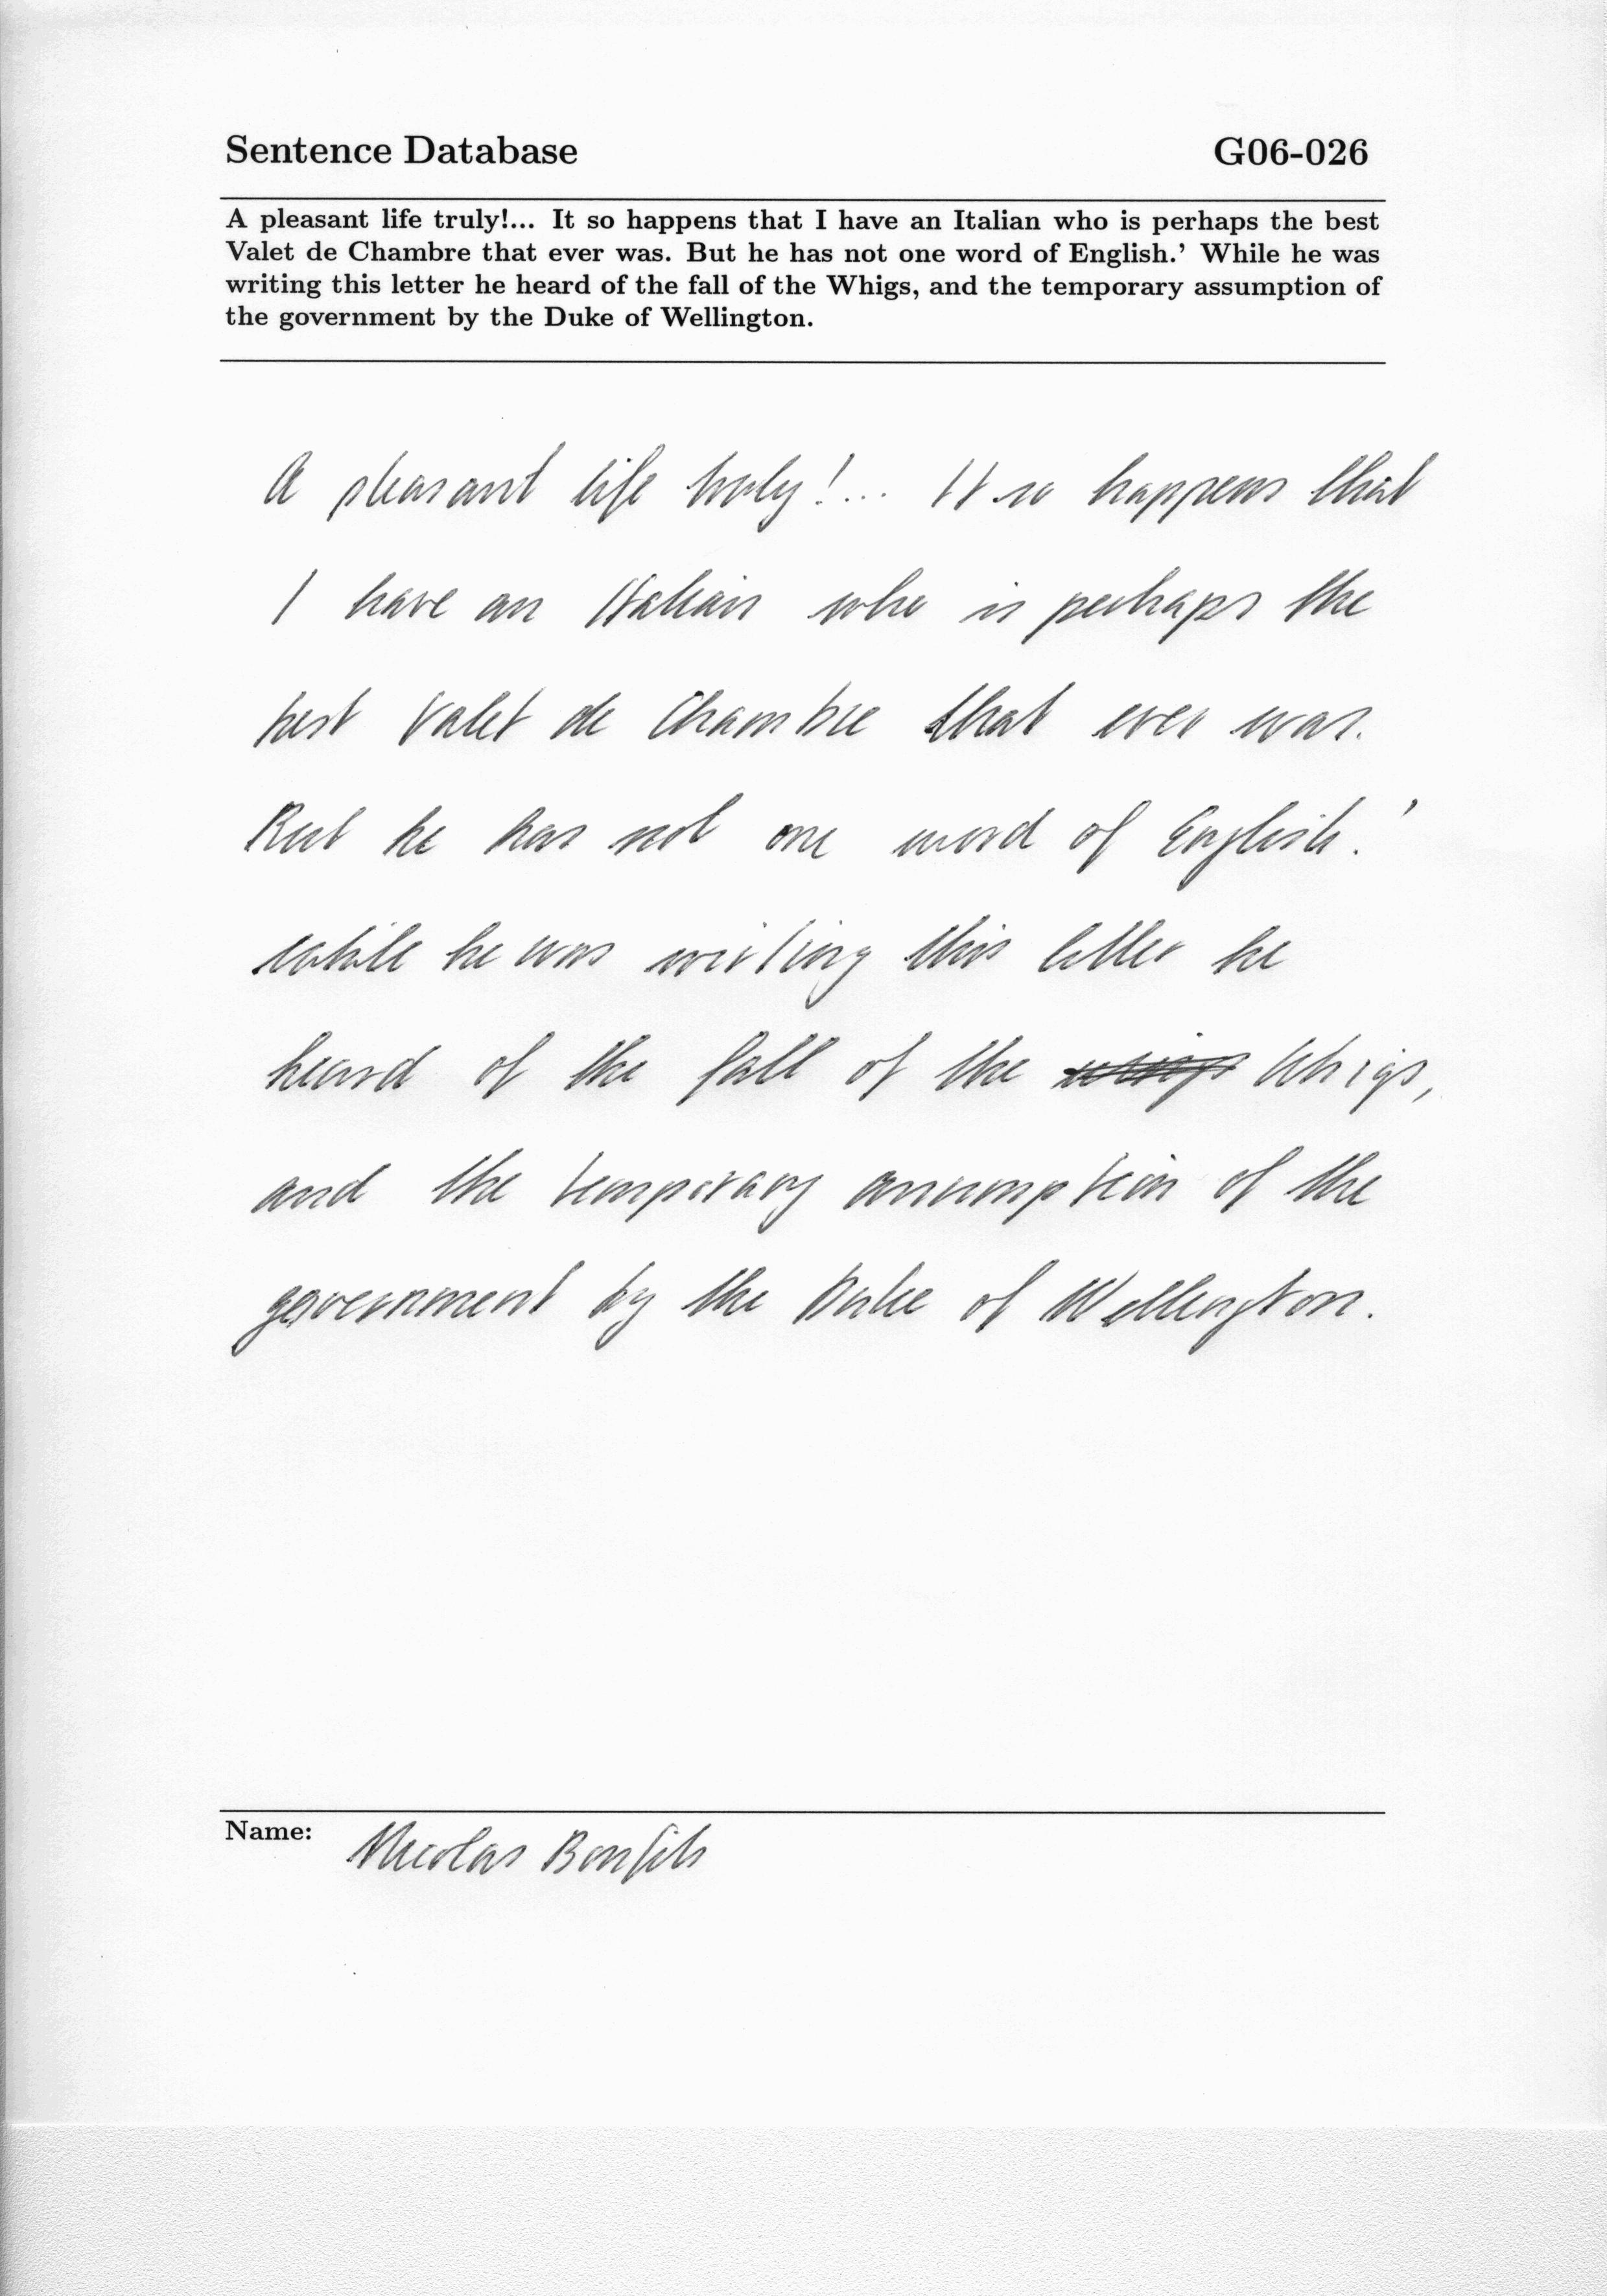 Sentence Database G06-026
A pleasant life truly!... It so happens that I have an Italian who is perhaps the best
Valet de Chambre that ever was. But he has not one word of English.' While he was
writing this letter he heard of the fall of the Whigs, and the temporary assumption of
the government by the Duke of Wellington.
A pleasant life truly!... It so happens that
I have an Italian who is perhaps the
best Valet de Chambre that ever was.
But he has not one word of English.'
while he was writing this letter he
heard of the fall of the Whigs,
and the temporary assumption of the
government by the Duke of Wellington.
Name: Nicolas Bonfils